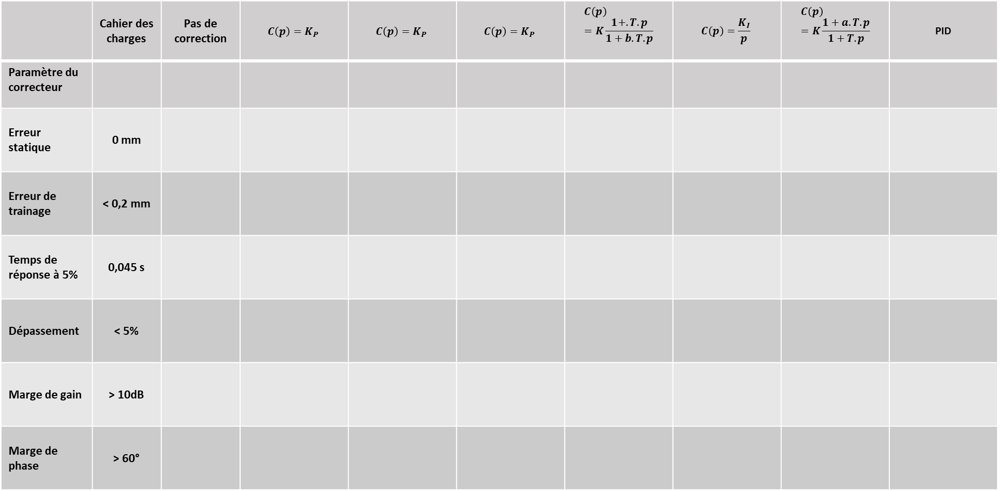 Cahier des
charges
Pas de
correction
C(p) = K_P
C(p) = K_P
C(p) = K_P
C(p)
= K \frac{1+.T.p}{1+b.T.p}
C(p) = \frac{K_I}{p}
C(p)
= K \frac{1+a.T.p}{1+T.p}
PID
Paramètre du
correcteur
Erreur
statique
0 mm
Erreur de
trainage
< 0,2 mm
Temps de
réponse à 5%
0,045 s
Dépassement
< 5%
Marge de gain
> 10dB
Marge de
phase
> 60°